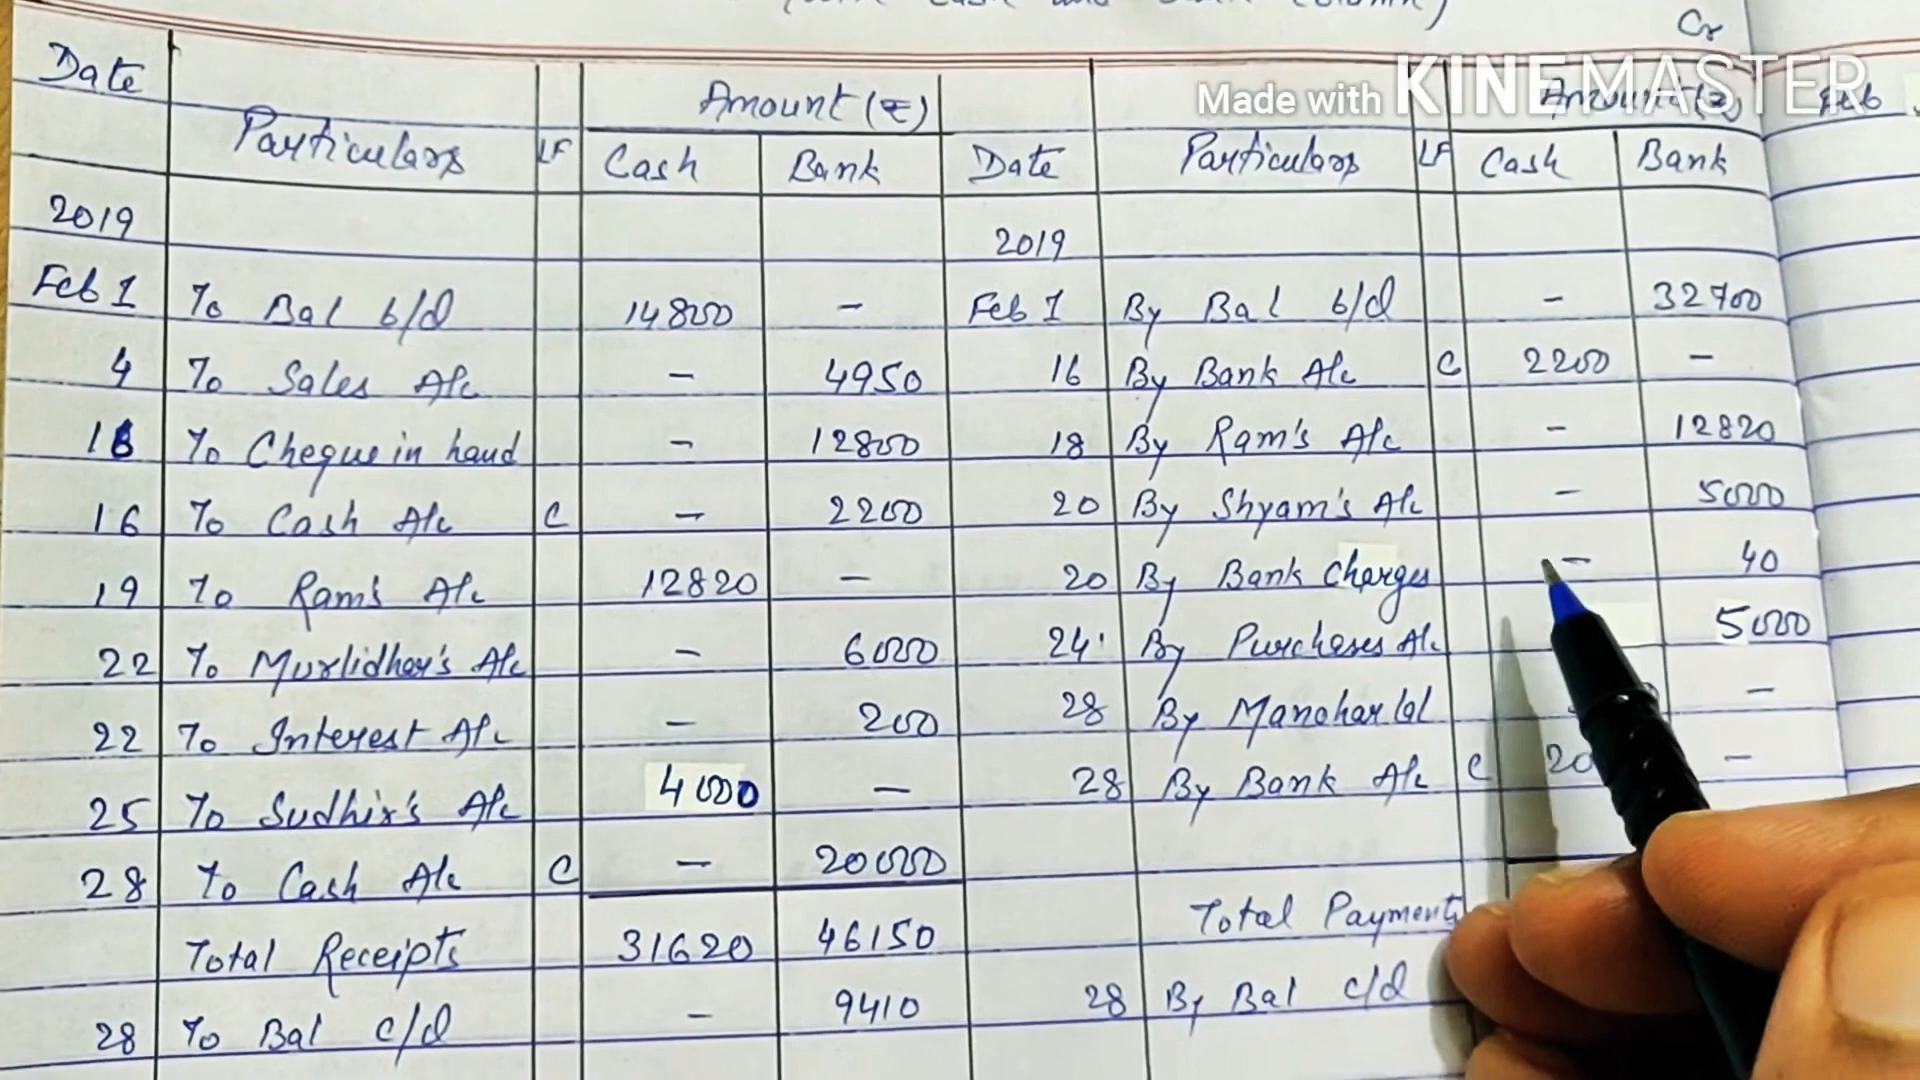 Cr
Made with KINEMASTER
Date Particulars LF Amount (₹) Amount (₹) Feb
Cash Bank Date Particulars LF Cash Bank
2019 2019
Feb 1 To Bal b/d 14800 - Feb 1 By Bal b/d - 32700
4 To Sales A/c - 4950 16 By Bank A/c C 2200 -
16 To Cheque in hand - 12800 18 By Ram's A/c - 12820
16 To Cash A/c C - 2200 20 By Shyam's A/c - 5000
19 To Ram's A/c 12820 - 20 By Bank Charges - 40
22 To Murlidhar's A/c - 6000 24 By Purchases A/c 5000
22 To Interest A/c - 200 28 By Manohar lal -
25 To Sudhir's A/c 4000 - 28 By Bank A/c C 20 -
28 To Cash A/c C - 20000
Total Receipts 31620 46150 Total Payments
28 To Bal c/d - 9410 28 By Bal c/d